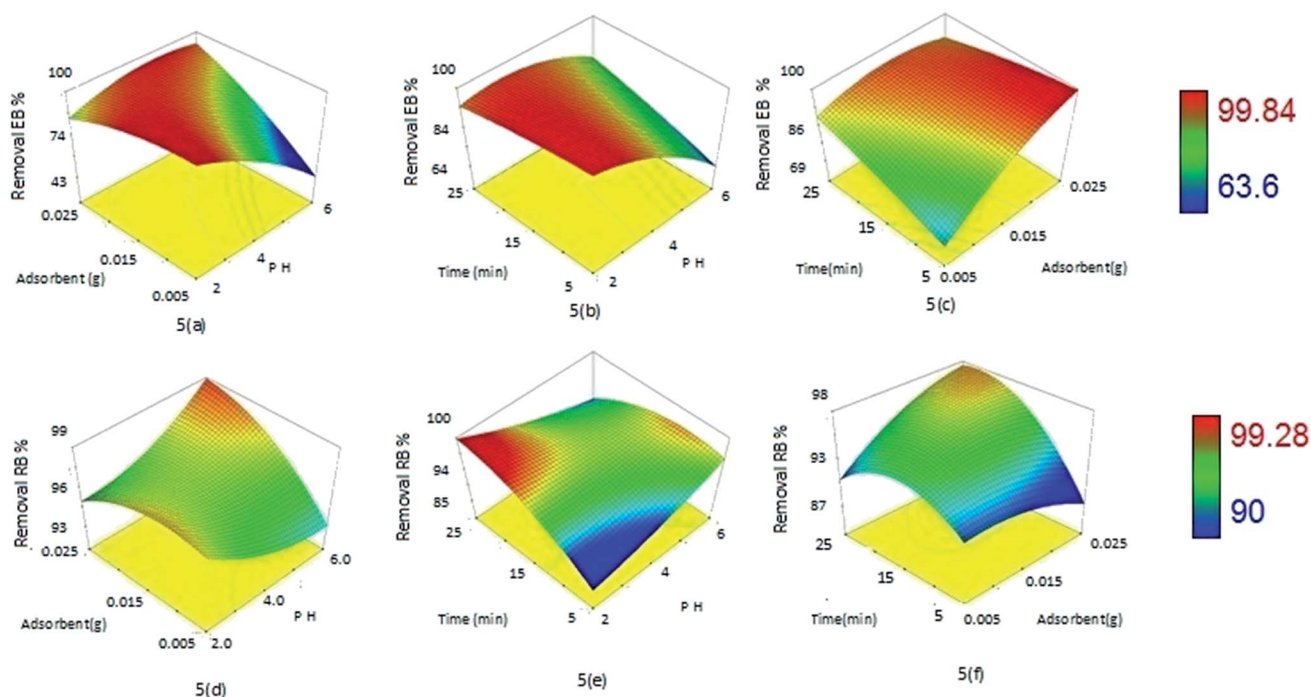 Removal EB %
100
74
43
0.025
0.015
0.005
Adsorbent (g)
2
4
6
P H
5(a)
Removal EB %
100
84
64
25
15
5
Time (min)
2
4
6
P H
5(b)
Removal EB %
100
86
69
25
15
5
Time(min)
0.005
0.015
0.025
Adsorbent(g)
5(c)
99.84
63.6
Removal RB %
99
96
93
0.025
0.015
0.005
Adsorbent(g)
2.0
4.0
6.0
P H
5(d)
Removal RB %
100
94
85
25
15
5
Time (min)
2
4
6
P H
5(e)
Removal RB %
98
93
87
25
15
5
Time(min)
0.005
0.015
0.025
Adsorbent(g)
5(f)
99.28
90